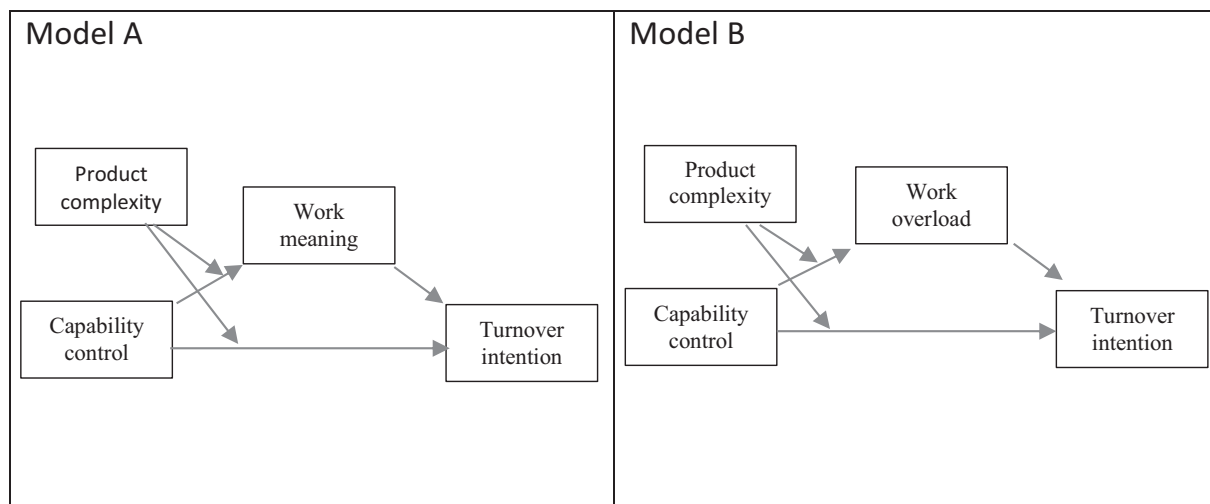 Model A
Product
complexity
Work
meaning
Capability
control
Turnover
intention
Model B
Product
complexity
Work
overload
Capability
control
Turnover
intention